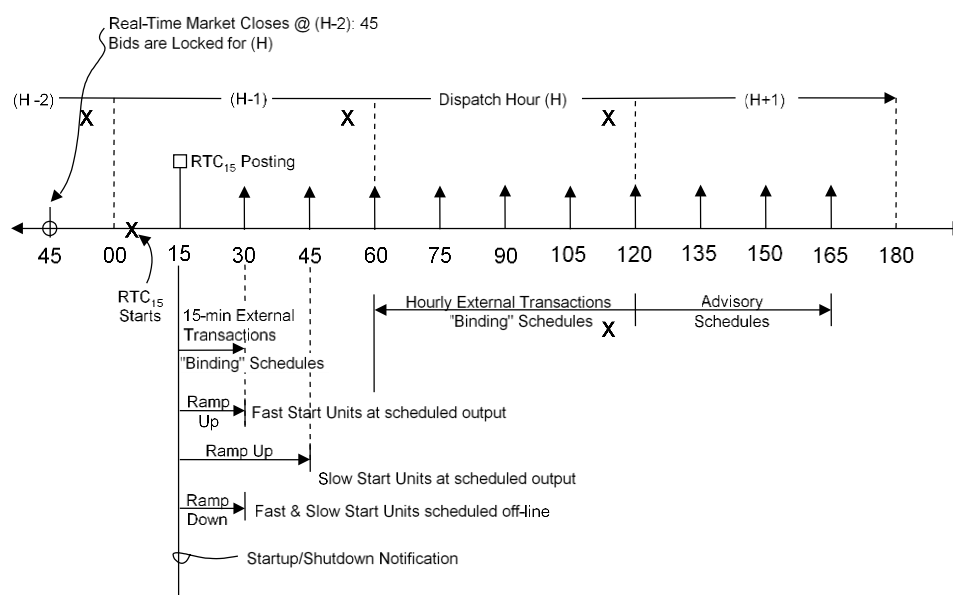 Real-Time Market Closes @ (H-2): 45
Bids are Locked for (H)
(H -2)
(H-1)
Dispatch Hour (H)
(H+1)
X
X
X
RTC15 Posting
X
45
00
15
30
45
60
75
90
105
120
135
150
165
180
RTC15
Starts
15-min External
Transactions
"Binding" Schedules
Hourly External Transactions
"Binding" Schedules
X
Advisory
Schedules
Ramp
Up
Fast Start Units at scheduled output
Ramp Up
Slow Start Units at scheduled output
Ramp
Down
Fast & Slow Start Units scheduled off-line
Startup/Shutdown Notification